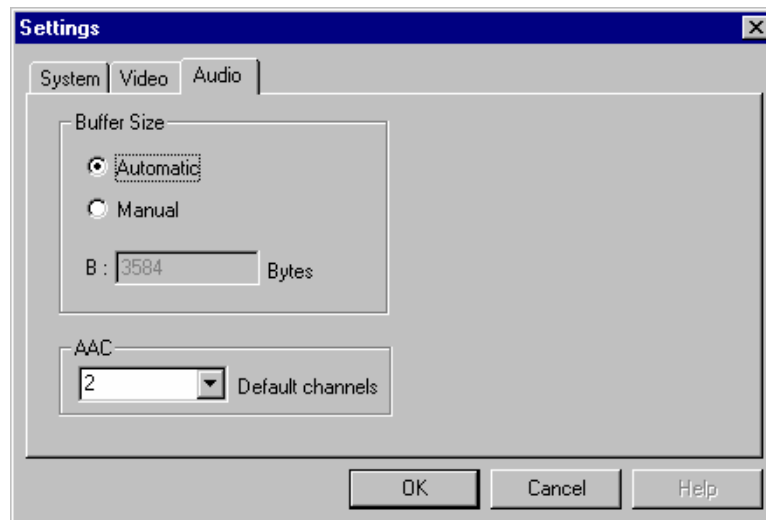 Settings
System Video Audio
Buffer Size
Automatic
Manual
B : 3584 Bytes
AAC
2 Default channels
OK Cancel Help